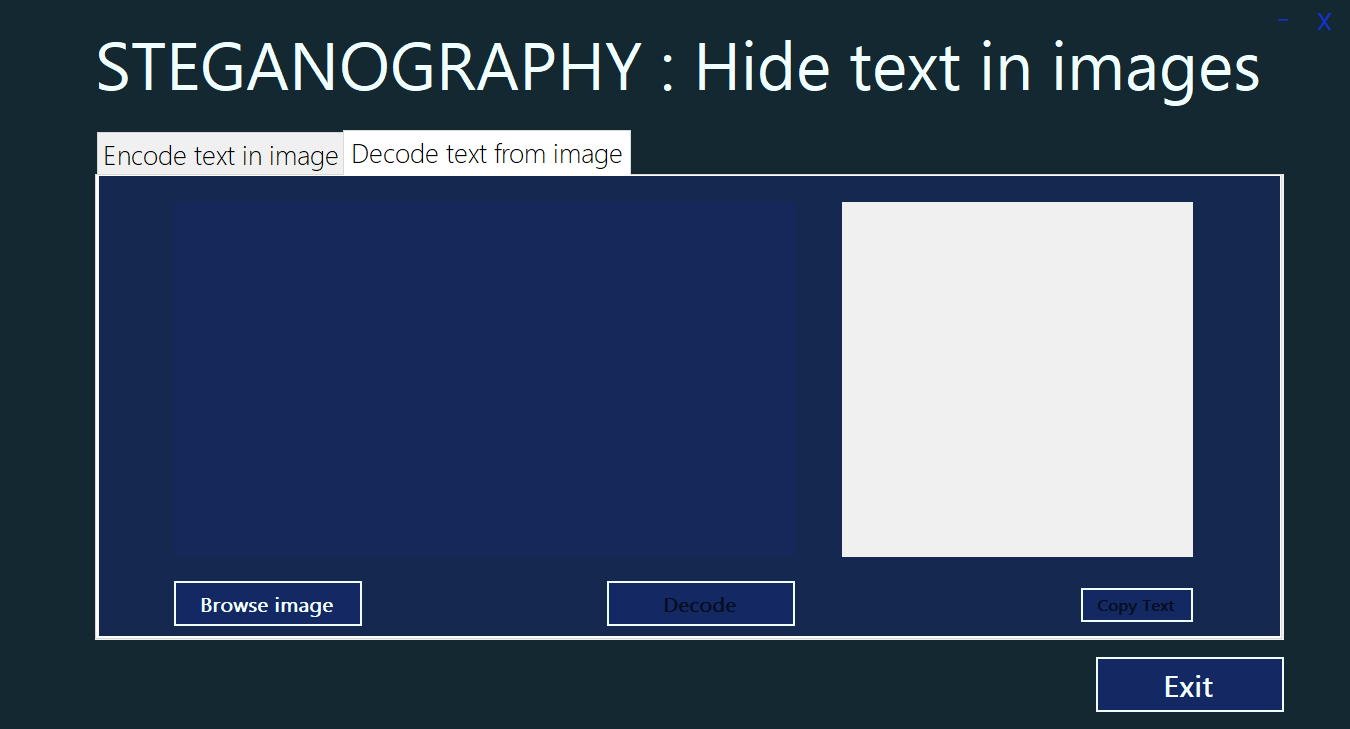 – X
STEGANOGRAPHY : Hide text in images
Encode text in image Decode text from image
Browse image Decode Copy Text
Exit